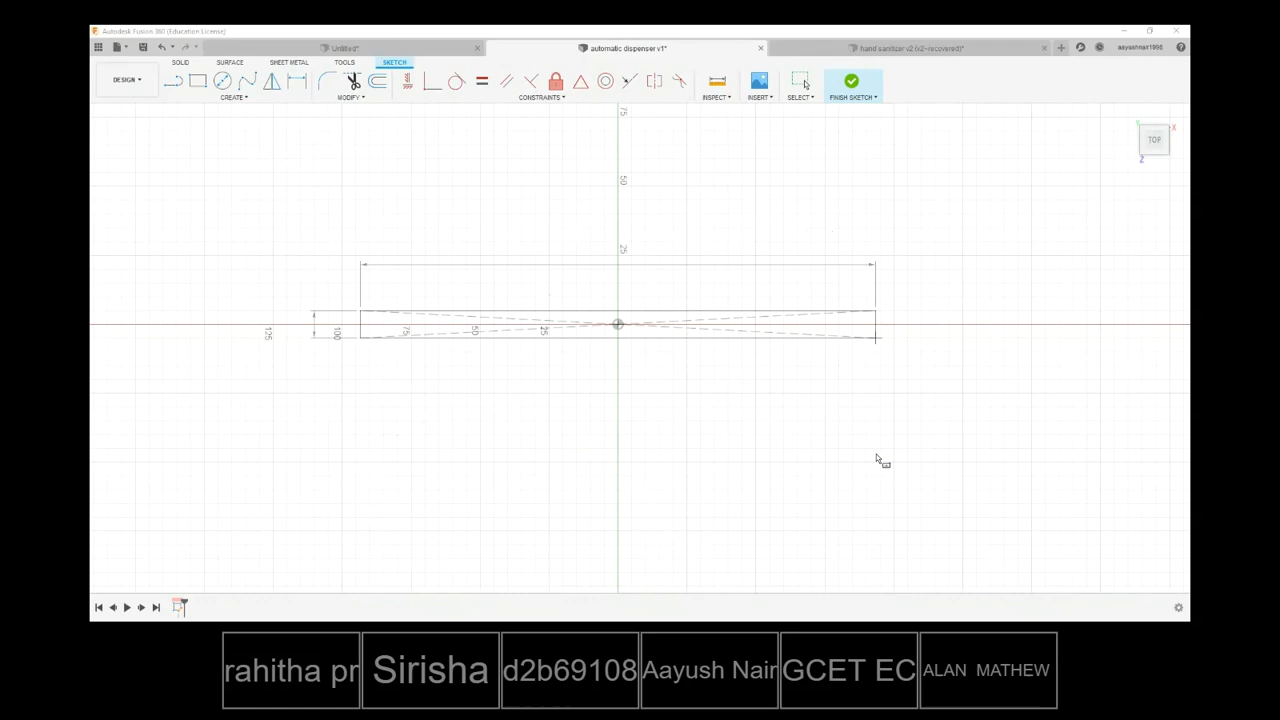 Autodesk Fusion 360 (Education License)
Untitled*
automatic dispenser v1*
hand sanitizer v2 (v2~recovered)*
aayushnair1998
SOLID
SURFACE
SHEET METAL
TOOLS
SKETCH
DESIGN
CREATE
MODIFY
CONSTRAINTS
INSPECT
INSERT
SELECT
FINISH SKETCH
75
50
25
TOP
X
Z
125
100
75
50
25
rahitha pr
Sirisha
d2b69108
Aayush Nair
GCET EC
ALAN MATHEW